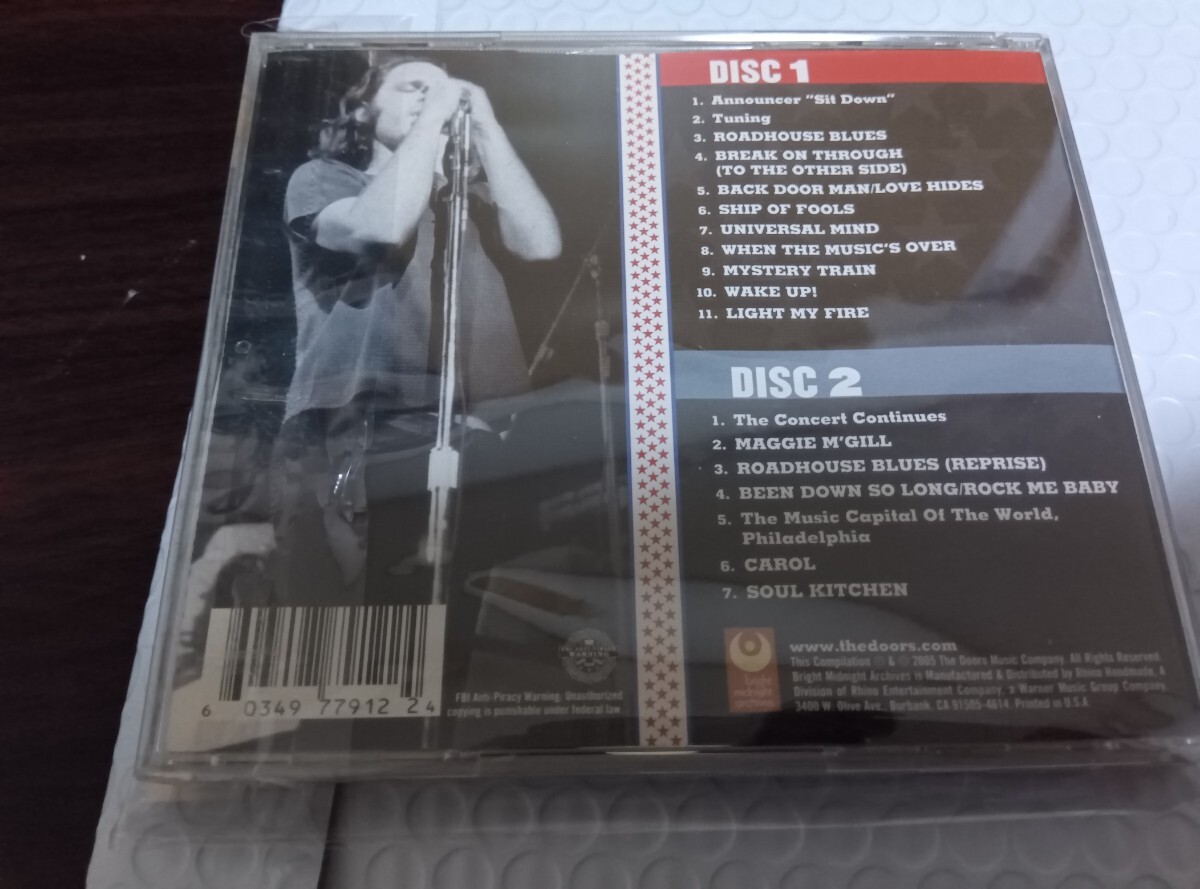 DISC 1
1. Announcer "Sit Down"
2. Tuning
3. ROADHOUSE BLUES
4. BREAK ON THROUGH
(TO THE OTHER SIDE)
5. BACK DOOR MAN/LOVE HIDES
6. SHIP OF FOOLS
7. UNIVERSAL MIND
8. WHEN THE MUSIC'S OVER
9. MYSTERY TRAIN
10. WAKE UP!
11. LIGHT MY FIRE
DISC 2
1. The Concert Continues
2. MAGGIE M'GILL
3. ROADHOUSE BLUES (REPRISE)
4. BEEN DOWN SO LONG/ROCK ME BABY
5. The Music Capital Of The World,
Philadelphia
6. CAROL
7. SOUL KITCHEN
www.thedoors.com
This Compilation ℗ & © 2005 The Doors Music Company. All Rights Reserved.
Bright Midnight Archives is Manufactured & Distributed by Rhino Handmade, A
Division of Rhino Entertainment Company, a Warner Music Group Company,
3400 W. Olive Ave., Burbank, CA 91505-4614. Printed in U.S.A
bright
midnight
archives
FBI Anti-Piracy Warning: Unauthorized
copying is punishable under federal law
WARNING
6 0349 77912 2 4